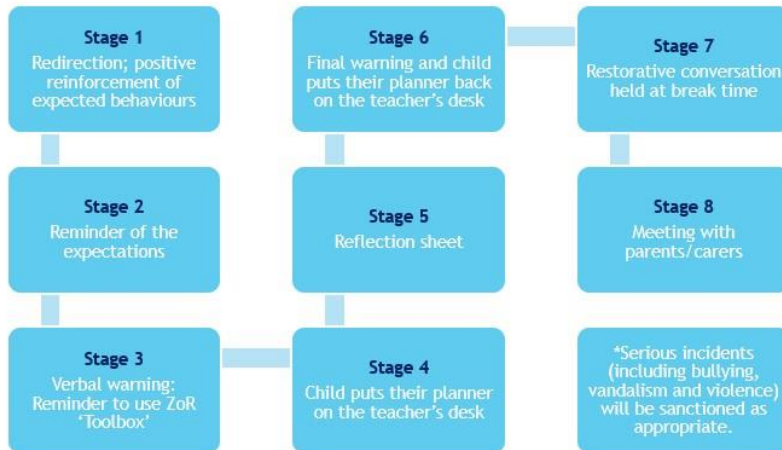 Stage 1
Redirection; positive
reinforcement of
expected behaviours
Stage 2
Reminder of the
expectations
Stage 3
Verbal warning:
Reminder to use ZoR
‘Toolbox’
Stage 4
Child puts their planner
on the teacher’s desk
Stage 5
Reflection sheet
Stage 6
Final warning and child
puts their planner back
on the teacher’s desk
Stage 7
Restorative conversation
held at break time
Stage 8
Meeting with
parents/carers
*Serious incidents
(including bullying,
vandalism and violence)
will be sanctioned as
appropriate.